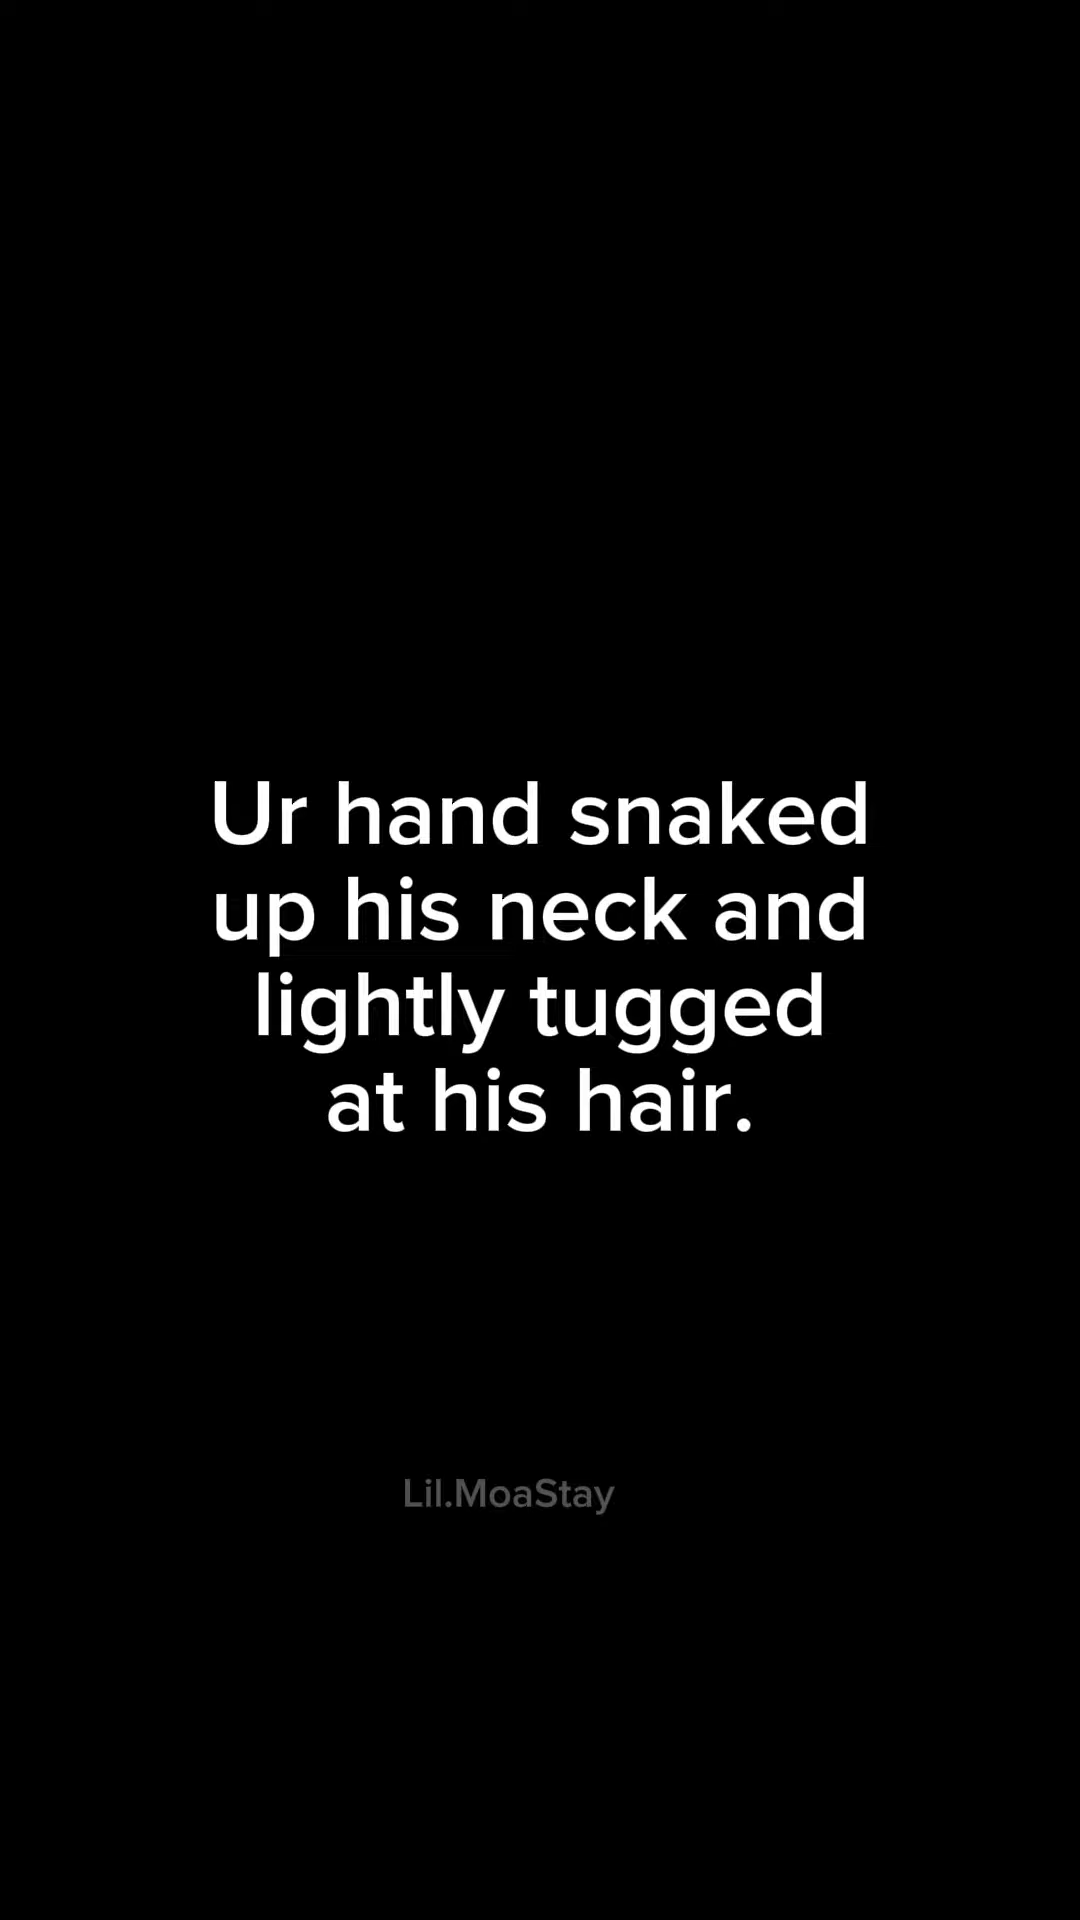 Ur hand snaked
up his neck and
lightly tugged
at his hair.
Lil.MoaStay